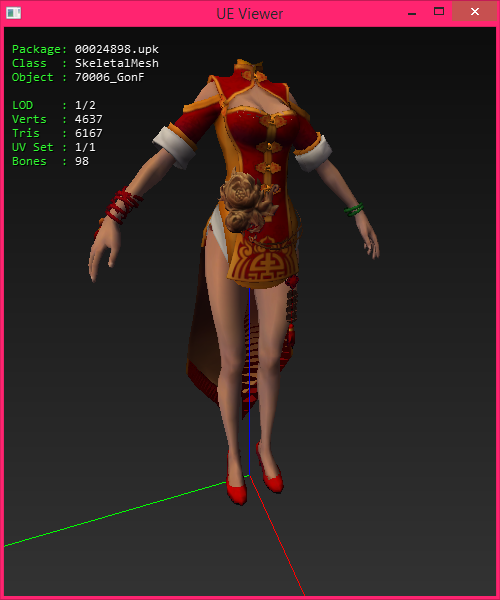 UE Viewer
Package: 00024898.upk
Class  : SkeletalMesh
Object : 70006_GonF
LOD    : 1/2
Verts  : 4637
Tris   : 6167
UV Set : 1/1
Bones  : 98